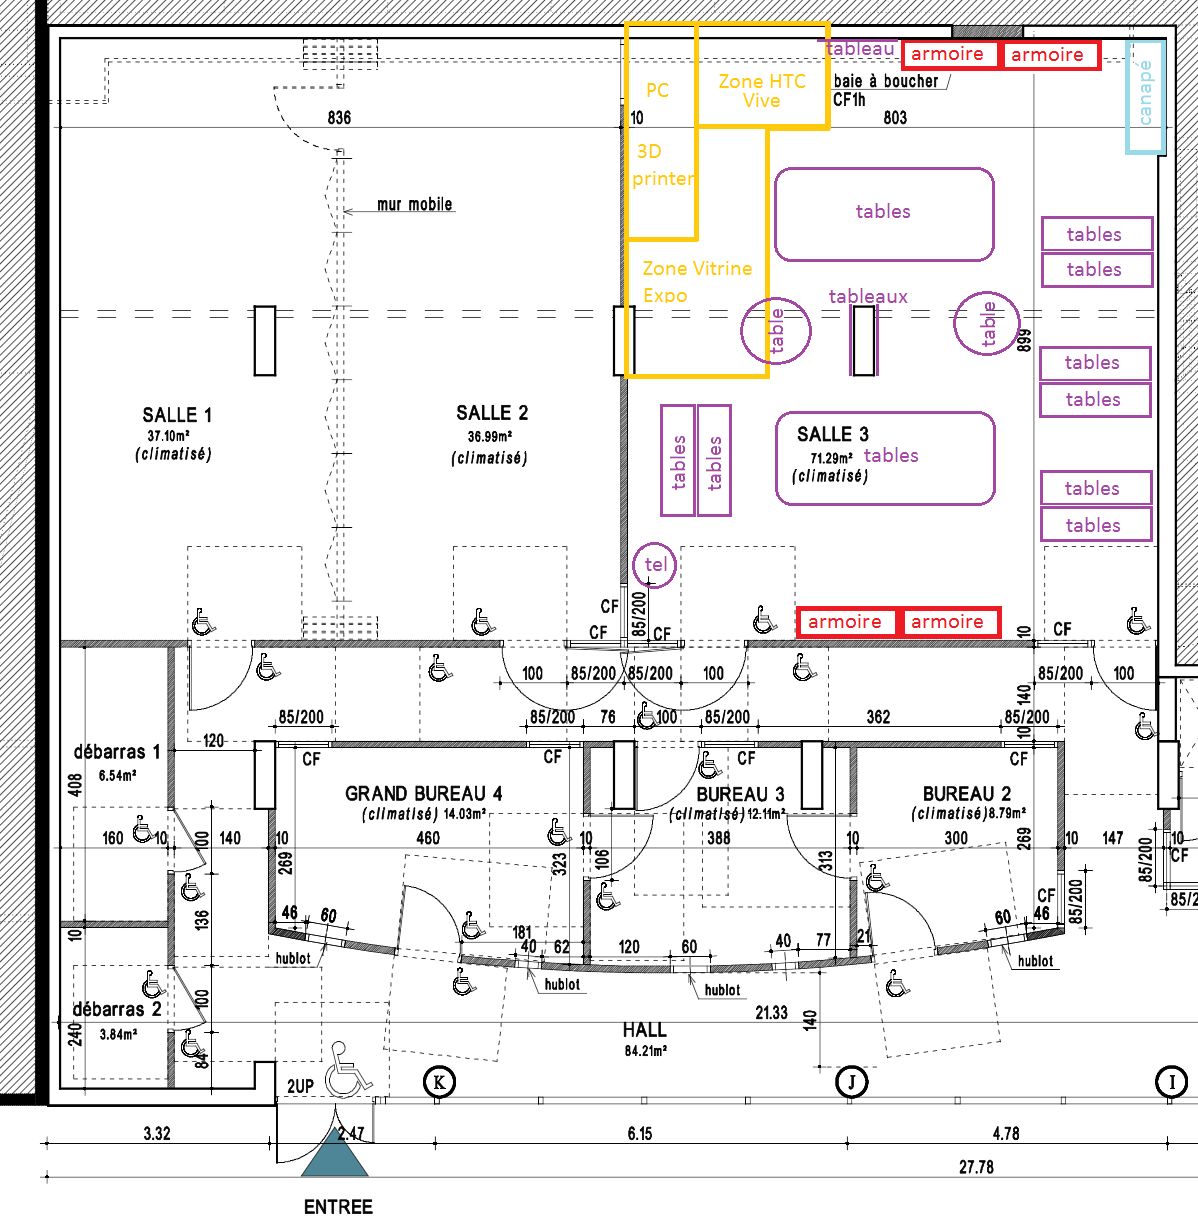 tableau
armoire
armoire
canapé
PC
Zone HTC
Vive
baie à boucher
CF1h
836
10
803
3D
printer
mur mobile
tables
tables
tables
Zone Vitrine
Expo
tableaux
table
table
899
tables
tables
SALLE 1
37.10m²
(climatisé)
SALLE 2
36.99m²
(climatisé)
SALLE 3
71.29m²
(climatisé)
tables
tables
tables
tables
tables
tel
CF
85/200
CF
CF
armoire
armoire
10
CF
100
85/200
85/200
100
85/200
100
140
85/200
76
100
85/200
362
85/200
10
120
CF
CF
CF
débarras 1
6.54m²
408
GRAND BUREAU 4
(climatisé) 14.03m²
BUREAU 3
(climatisé) 12.11m²
BUREAU 2
(climatisé) 8.79m²
160
10
100
140
10
460
10
388
10
300
10
147
10
269
323
106
313
269
85/200
CF
CF
85/200
85/2
136
46
60
181
40
62
120
60
40
77
21
60
46
10
hublot
hublot
hublot
hublot
débarras 2
3.84m²
240
100
84
HALL
84.21m²
21.33
140
2UP
K
J
I
3.32
2.47
6.15
4.78
27.78
ENTREE